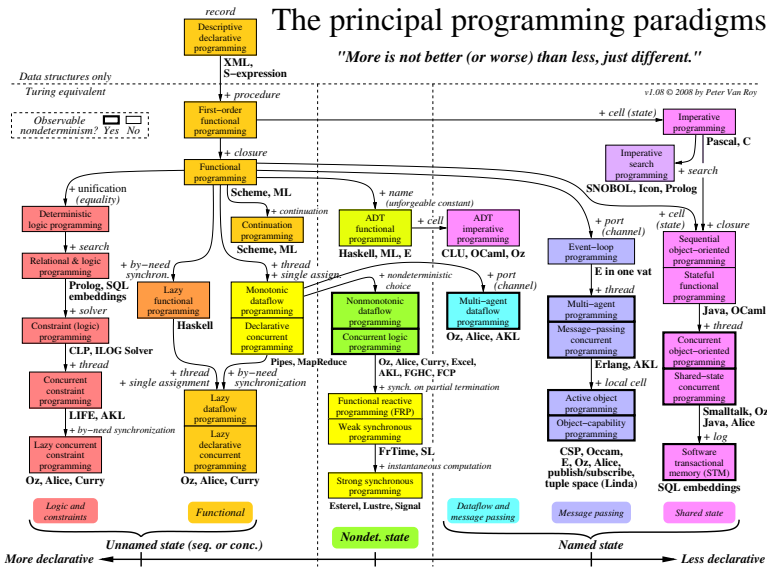 The principal programming paradigms
"More is not better (or worse) than less, just different."
v1.08 © 2008 by Peter Van Roy
record
Descriptive
declarative
programming
XML,
S−expression
Data structures only
Turing equivalent
Observable
nondeterminism?
Yes
No
+ procedure
First−order
functional
programming
+ closure
Functional
programming
Scheme, ML
+ cell (state)
Imperative
programming
Pascal, C
Imperative
search
programming
+ search
SNOBOL, Icon, Prolog
+ unification
(equality)
Deterministic
logic programming
+ search
Relational & logic
programming
Prolog, SQL
embeddings
+ solver
Constraint (logic)
programming
CLP, ILOG Solver
+ thread
Concurrent
constraint
programming
LIFE, AKL
+ by−need synchronization
Lazy concurrent
constraint
programming
Oz, Alice, Curry
+ continuation
Continuation
programming
Scheme, ML
+ by−need
synchron.
Lazy
functional
programming
Haskell
+ thread
+ single assign.
Monotonic
dataflow
programming
Declarative
concurrent
programming
Pipes, MapReduce
+ thread
+ single assignment
+ by−need
synchronization
Lazy
dataflow
programming
Lazy
declarative
concurrent
programming
Oz, Alice, Curry
+ name
(unforgeable constant)
ADT
functional
programming
Haskell, ML, E
+ cell
ADT
imperative
programming
CLU, OCaml, Oz
+ nondeterministic
choice
Nonmonotonic
dataflow
programming
Concurrent logic
programming
Oz, Alice, Curry, Excel,
AKL, FGHC, FCP
+ synch. on partial termination
Functional reactive
programming (FRP)
Weak synchronous
programming
FrTime, SL
+ instantaneous computation
Strong synchronous
programming
Esterel, Lustre, Signal
+ port
(channel)
Multi−agent
dataflow
programming
Oz, Alice, AKL
+ port
(channel)
Event−loop
programming
E in one vat
+ thread
Multi−agent
programming
Message−passing
concurrent
programming
Erlang, AKL
+ local cell
Active object
programming
Object−capability
programming
CSP, Occam,
E, Oz, Alice,
publish/subscribe,
tuple space (Linda)
+ cell
(state)
+ closure
Sequential
object−oriented
programming
Stateful
functional
programming
Java, OCaml
+ thread
Concurrent
object−oriented
programming
Shared−state
concurrent
programming
Smalltalk, Oz
Java, Alice
+ log
Software
transactional
memory (STM)
SQL embeddings
Logic and
constraints
Functional
Nondet. state
Dataflow and
message passing
Message passing
Shared state
Unnamed state (seq. or conc.)
Named state
More declarative
Less declarative